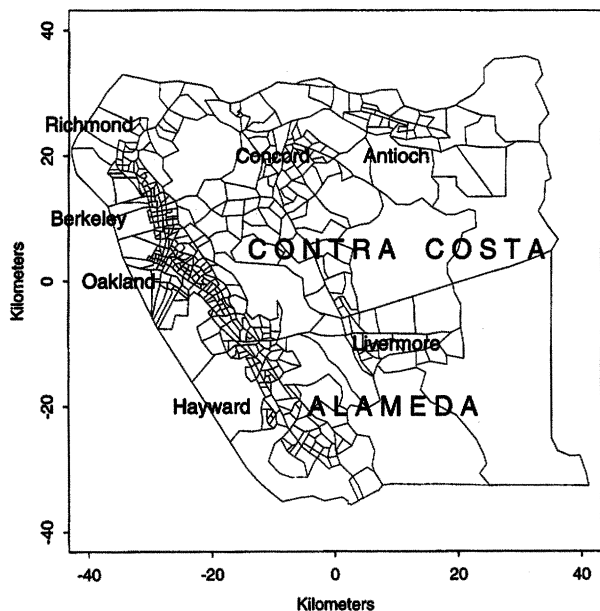 40
20
0
-20
-40
Kilometers
Richmond
Concord
Antioch
Berkeley
CONTRA COSTA
Oakland
Livermore
Hayward
ALAMEDA
-40 -20 0 20 40
Kilometers